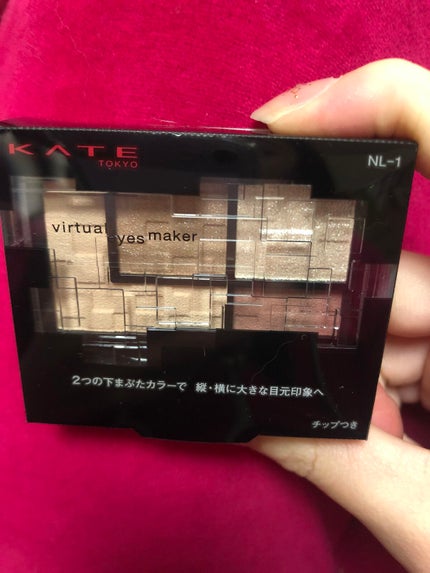 KATE
TOKYO
NL-1
virtual eyes maker
2つの下まぶたカラーで 縦・横に大きな目元印象へ
チップつき